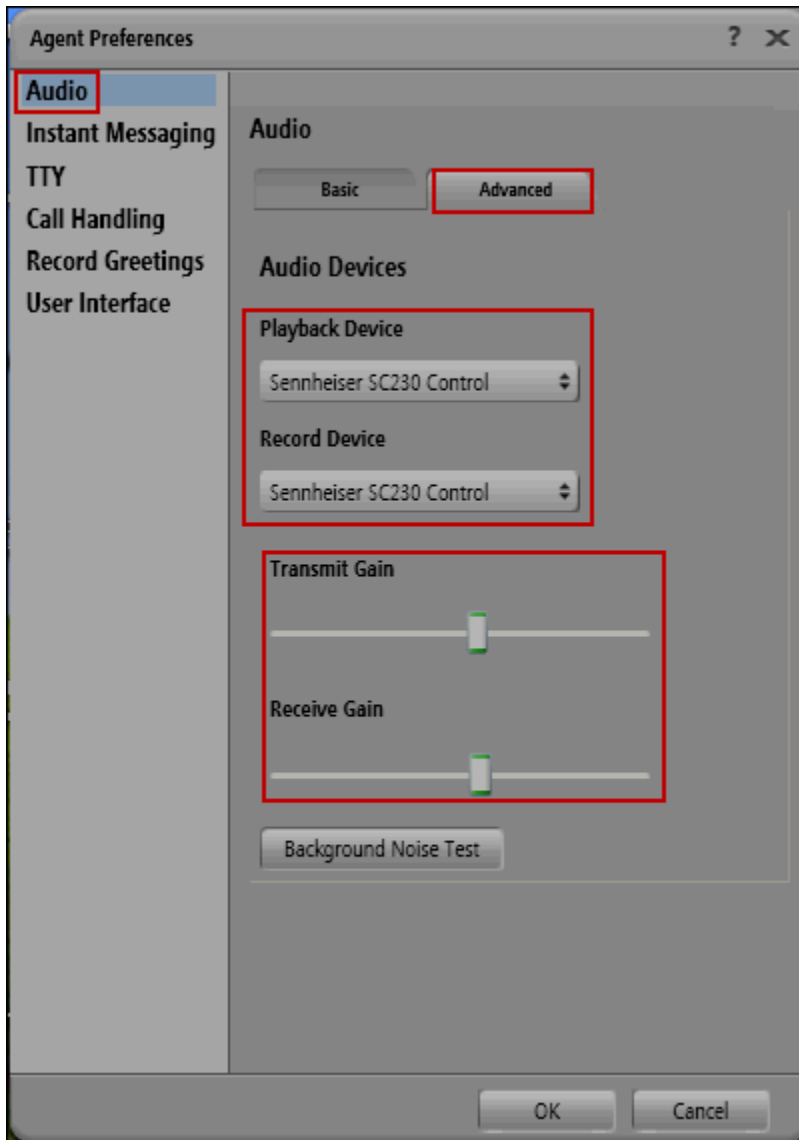 Agent Preferences ?
Audio
Instant Messaging
TTY
Call Handling
Record Greetings
User Interface
Audio
Basic Advanced
Audio Devices
Playback Device
Sennheiser SC230 Control
Record Device
Sennheiser SC230 Control
Transmit Gain
Receive Gain
Background Noise Test
OK Cancel